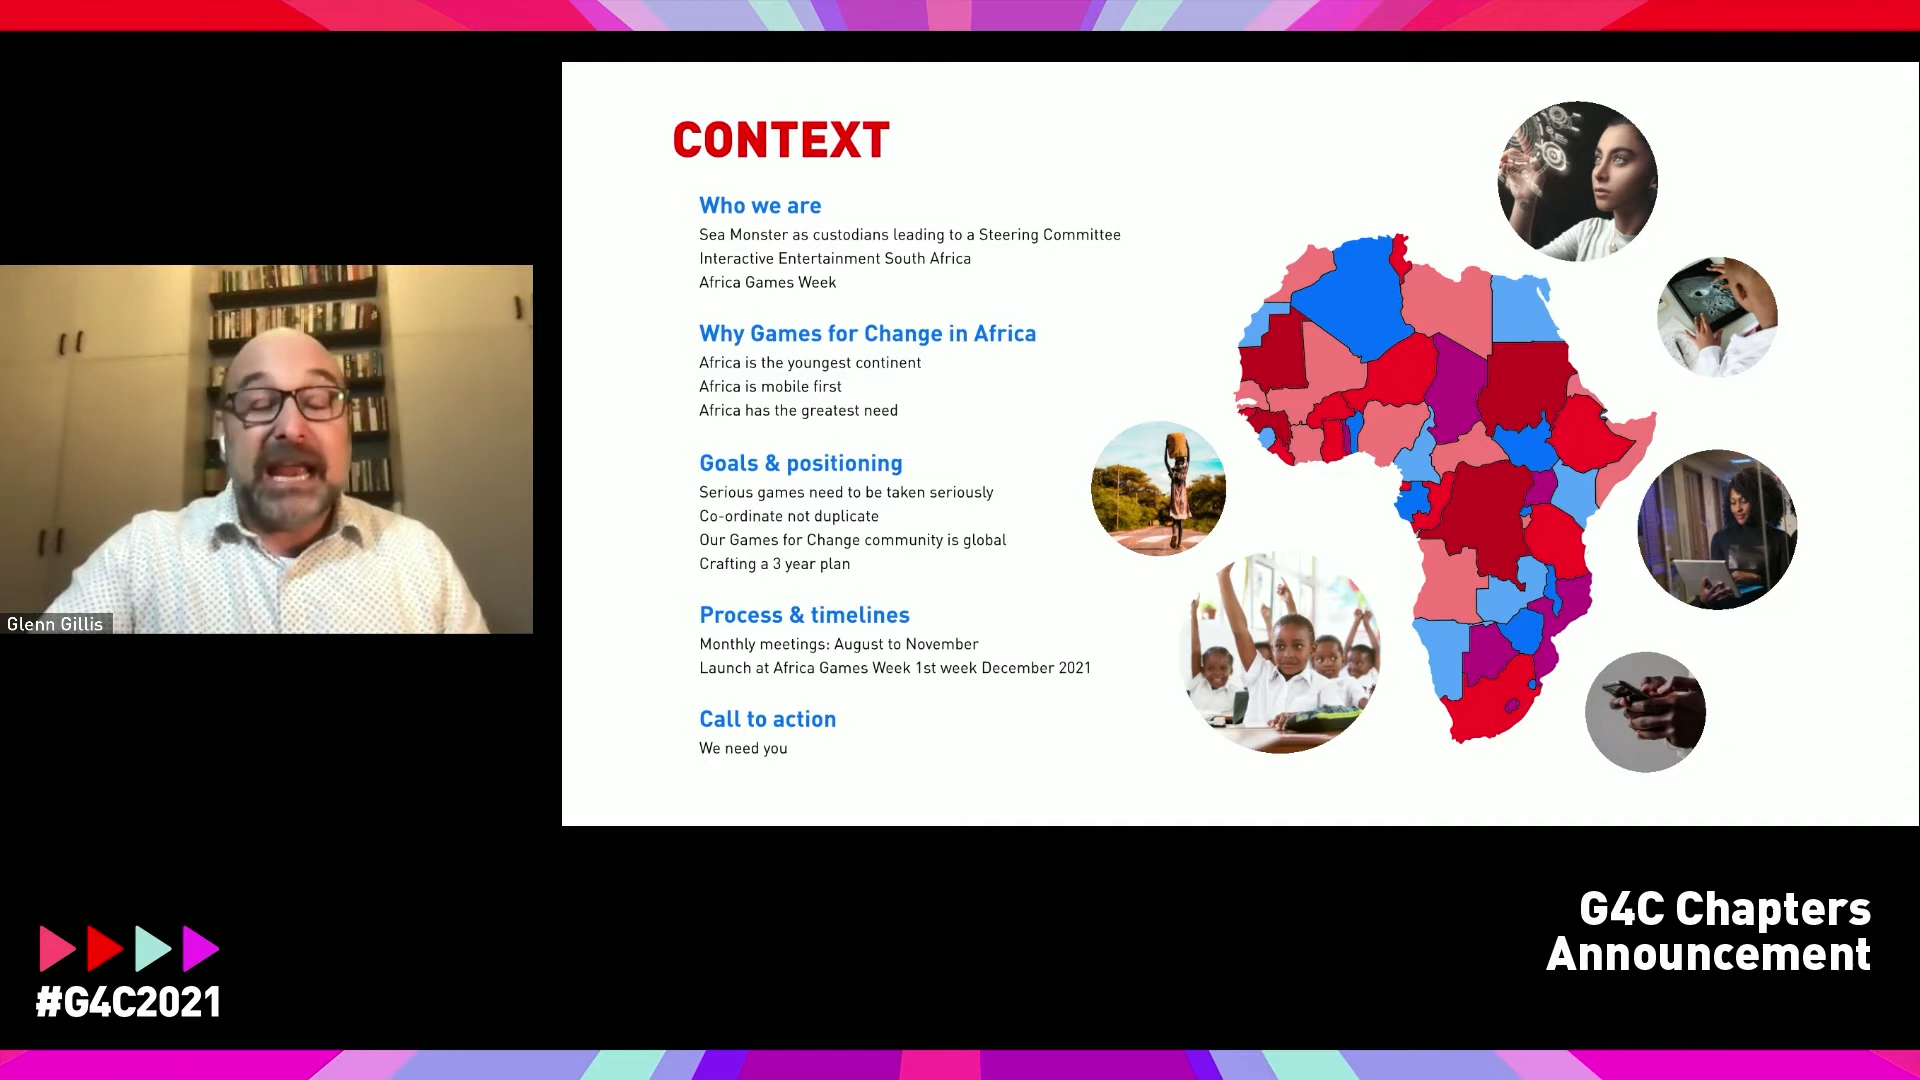 CONTEXT
Who we are
Sea Monster as custodians leading to a Steering Committee
Interactive Entertainment South Africa
Africa Games Week
Why Games for Change in Africa
Africa is the youngest continent
Africa is mobile first
Africa has the greatest need
Goals & positioning
Serious games need to be taken seriously
Co-ordinate not duplicate
Our Games for Change community is global
Crafting a 3 year plan
Process & timelines
Monthly meetings: August to November
Launch at Africa Games Week 1st week December 2021
Call to action
We need you
Glenn Gillis
#G4C2021
G4C Chapters
Announcement